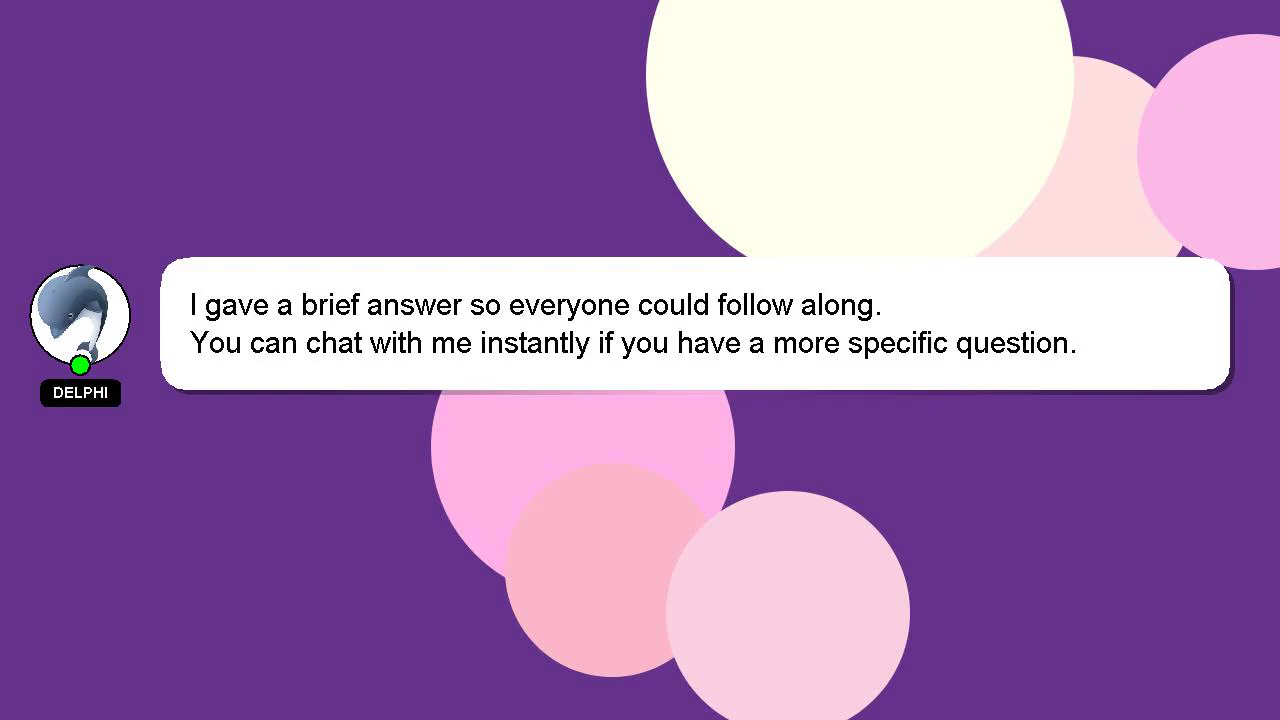 I gave a brief answer so everyone could follow along.
You can chat with me instantly if you have a more specific question.
DELPHI